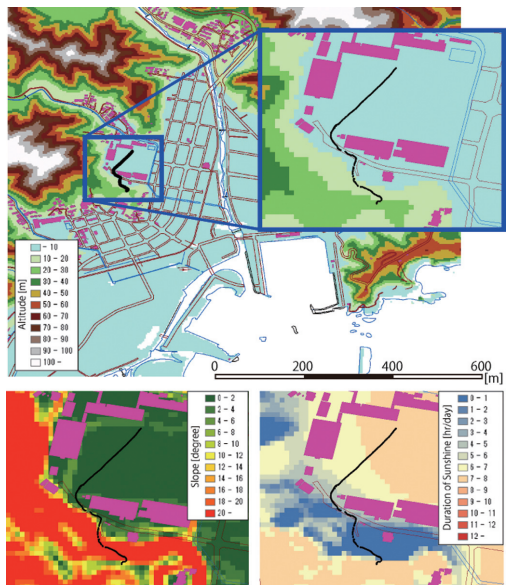 Altitude [m]
- 10
10 - 20
20 - 30
30 - 40
40 - 50
50 - 60
60 - 70
70 - 80
80 - 90
90 - 100
100 -
0 200 400 600 [m]
Slope [degree]
0 - 2
2 - 4
4 - 6
6 - 8
8 - 10
10 - 12
12 - 14
14 - 16
16 - 18
18 - 20
20 -
Duration of Sunshine [hr/day]
0 - 1
1 - 2
2 - 3
3 - 4
4 - 5
5 - 6
6 - 7
7 - 8
8 - 9
9 - 10
10 - 11
11 - 12
12 -